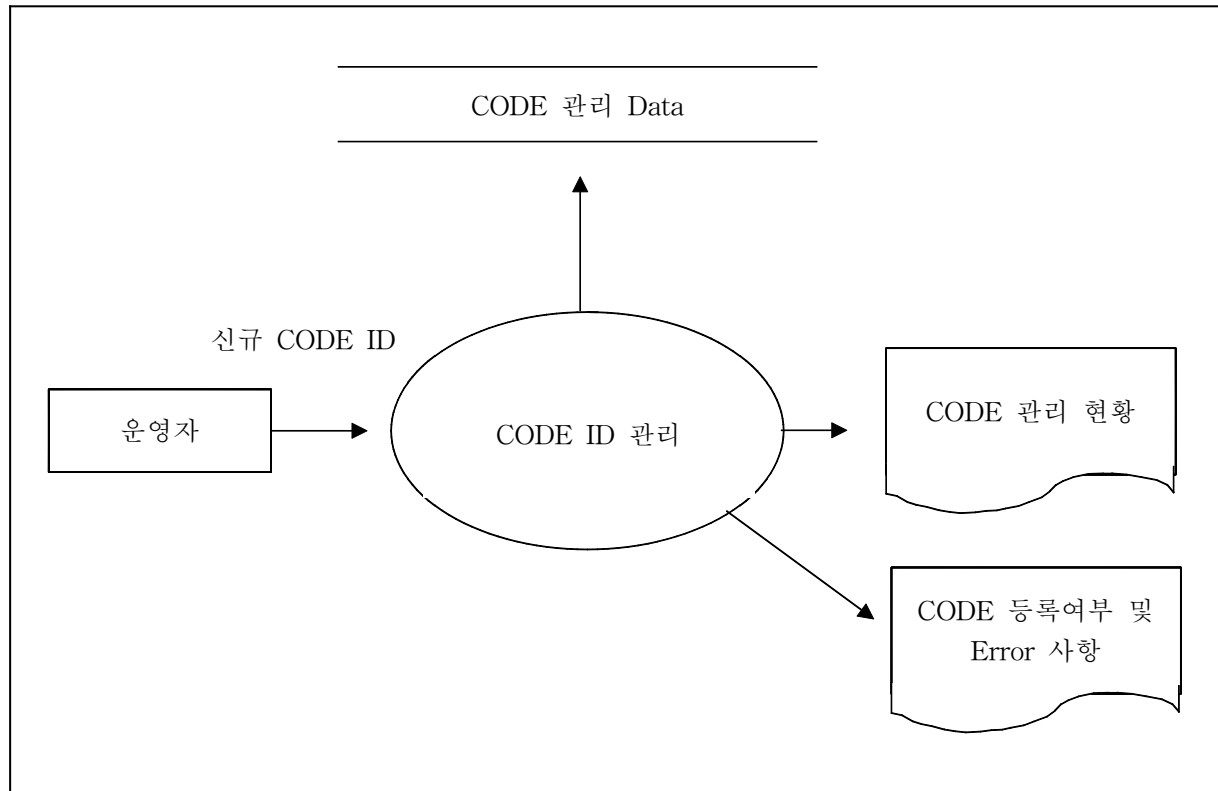 CODE 관리 Data
신규 CODE ID
운영자
CODE ID 관리
CODE 관리 현황
CODE 등록여부 및
Error 사항